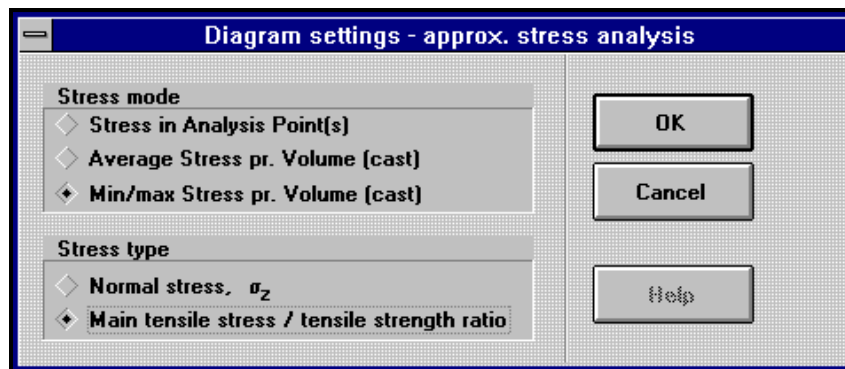 Diagram settings - approx. stress analysis
Stress mode
Stress in Analysis Point(s)
Average Stress pr. Volume (cast)
Min/max Stress pr. Volume (cast)
Stress type
Normal stress, σz
Main tensile stress / tensile strength ratio
OK
Cancel
Help